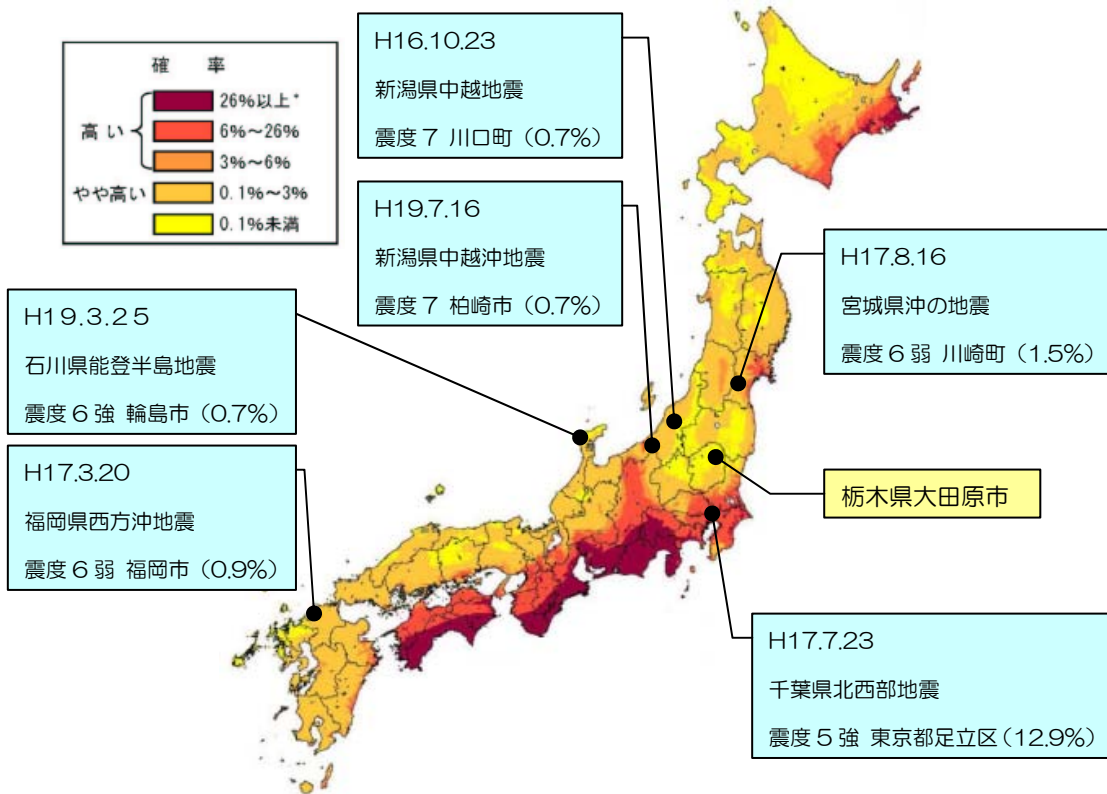 確 率
高い
26%以上*
6%~26%
3%~6%
やや高い 0.1%~3%
0.1%未満
H16.10.23
新潟県中越地震
震度7 川口町(0.7%)
H19.7.16
新潟県中越沖地震
震度7 柏崎市(0.7%)
H17.8.16
宮城県沖の地震
震度6弱 川崎町(1.5%)
H19.3.25
石川県能登半島地震
震度6強 輪島市(0.7%)
H17.3.20
福岡県西方沖地震
震度6弱 福岡市(0.9%)
栃木県大田原市
H17.7.23
千葉県北西部地震
震度5強 東京都足立区(12.9%)